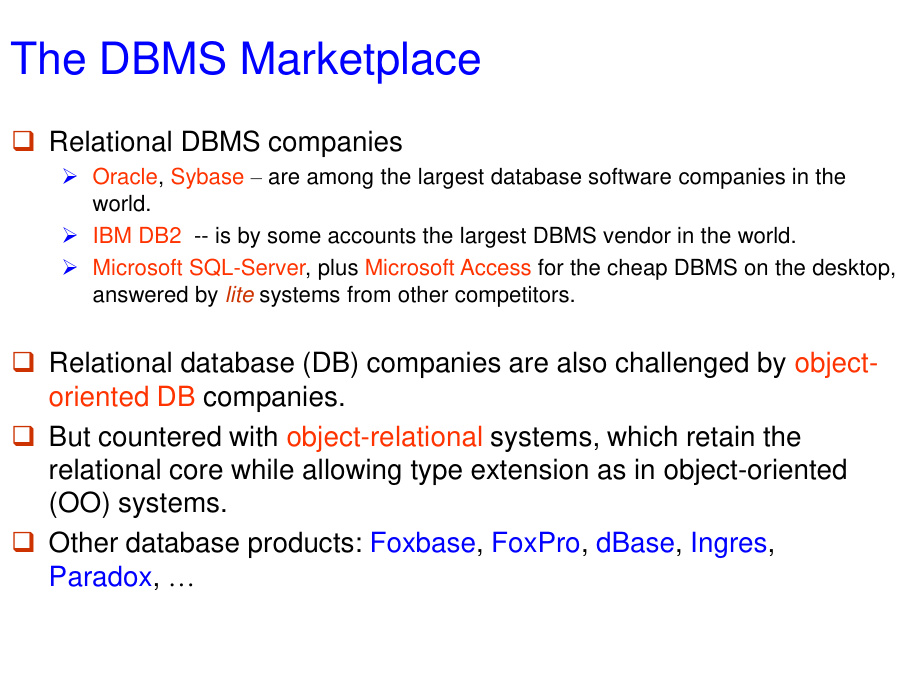 The DBMS Marketplace
❑ Relational DBMS companies
➢ Oracle, Sybase – are among the largest database software companies in the
world.
➢ IBM DB2 -- is by some accounts the largest DBMS vendor in the world.
➢ Microsoft SQL-Server, plus Microsoft Access for the cheap DBMS on the desktop,
answered by lite systems from other competitors.
❑ Relational database (DB) companies are also challenged by object-
oriented DB companies.
❑ But countered with object-relational systems, which retain the
relational core while allowing type extension as in object-oriented
(OO) systems.
❑ Other database products: Foxbase, FoxPro, dBase, Ingres,
Paradox, …